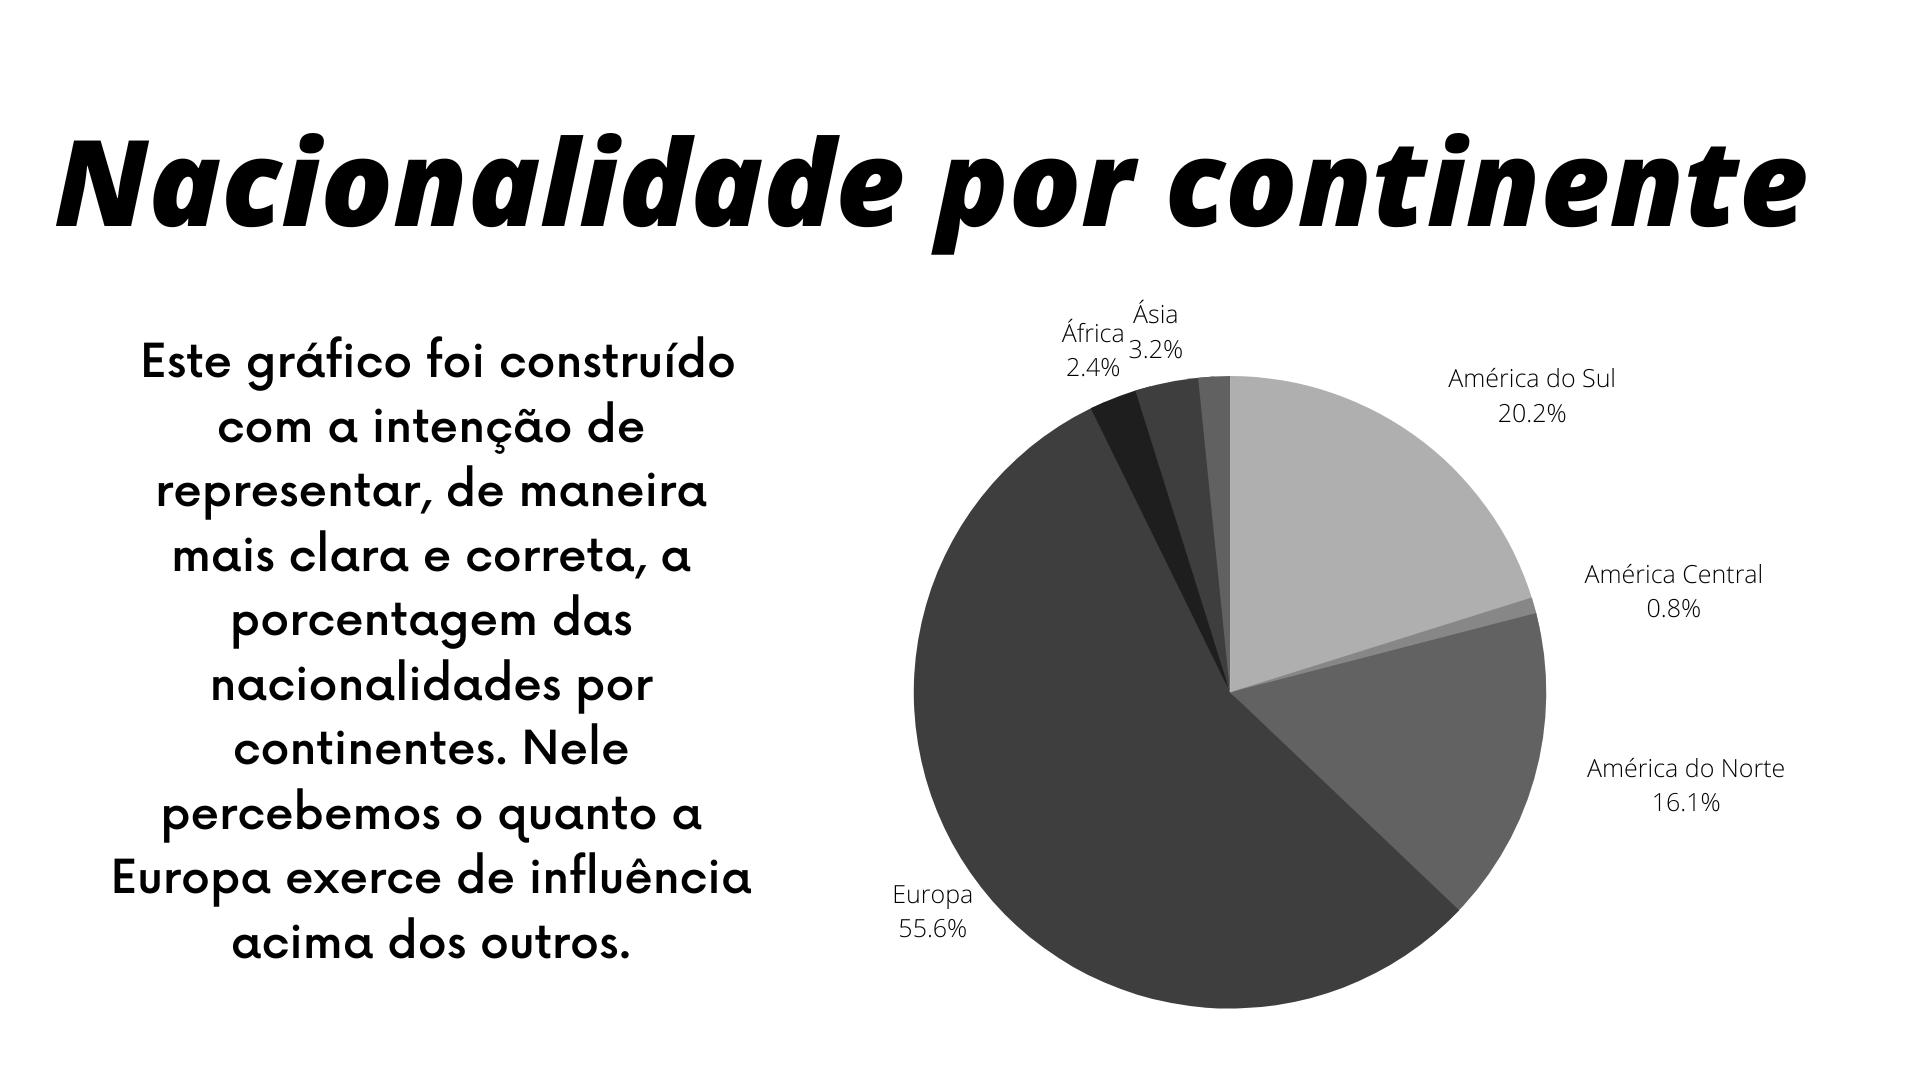 Nacionalidade por continente
Este gráfico foi construído
com a intenção de
representar, de maneira
mais clara e correta, a
porcentagem das
nacionalidades por
continentes. Nele
percebemos o quanto a
Europa exerce de influência
acima dos outros.
África
2.4%
Ásia
3.2%
América do Sul
20.2%
América Central
0.8%
América do Norte
16.1%
Europa
55.6%